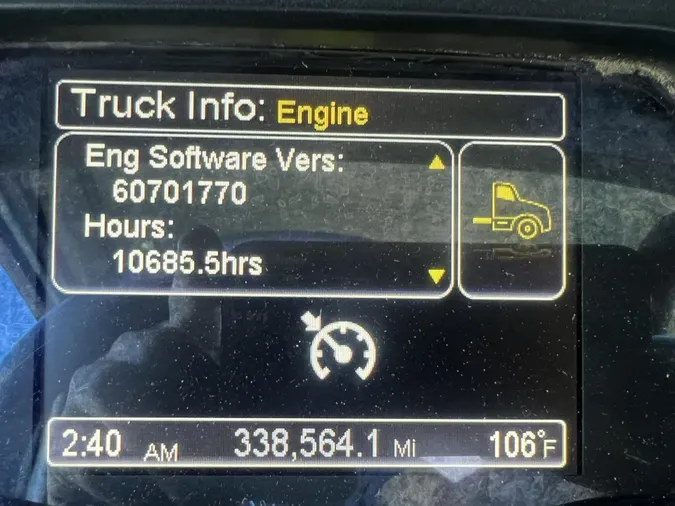 Truck Info: Engine
Eng Software Vers:
60701770
Hours:
10685.5hrs
2:40 AM 338,564.1 Mi 106°F